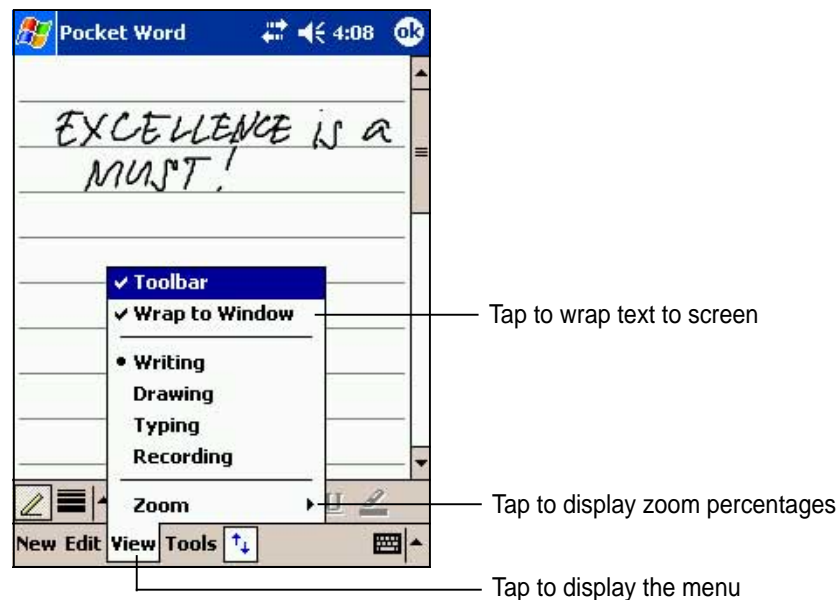 Pocket Word 4:08 ok
EXCELLENCE is a
MUST!
Toolbar
Wrap to Window
Tap to wrap text to screen
Writing
Drawing
Typing
Recording
Zoom
U
Tap to display zoom percentages
New Edit View Tools
Tap to display the menu